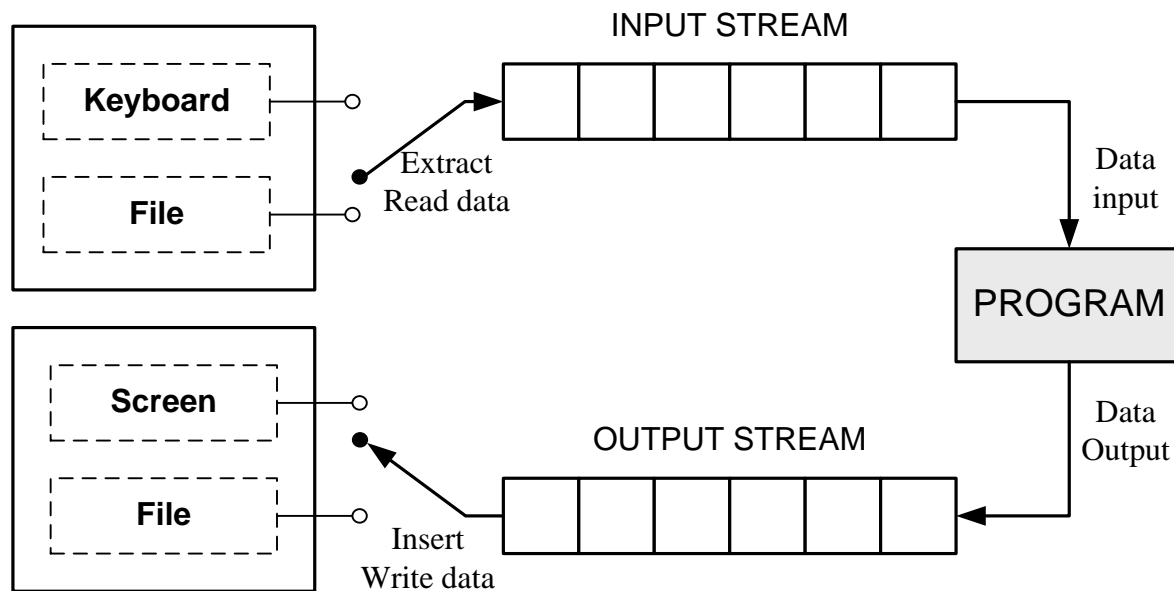 INPUT STREAM
Keyboard
File
Extract
Read data
Data
input
PROGRAM
Screen
File
OUTPUT STREAM
Data
Output
Insert
Write data